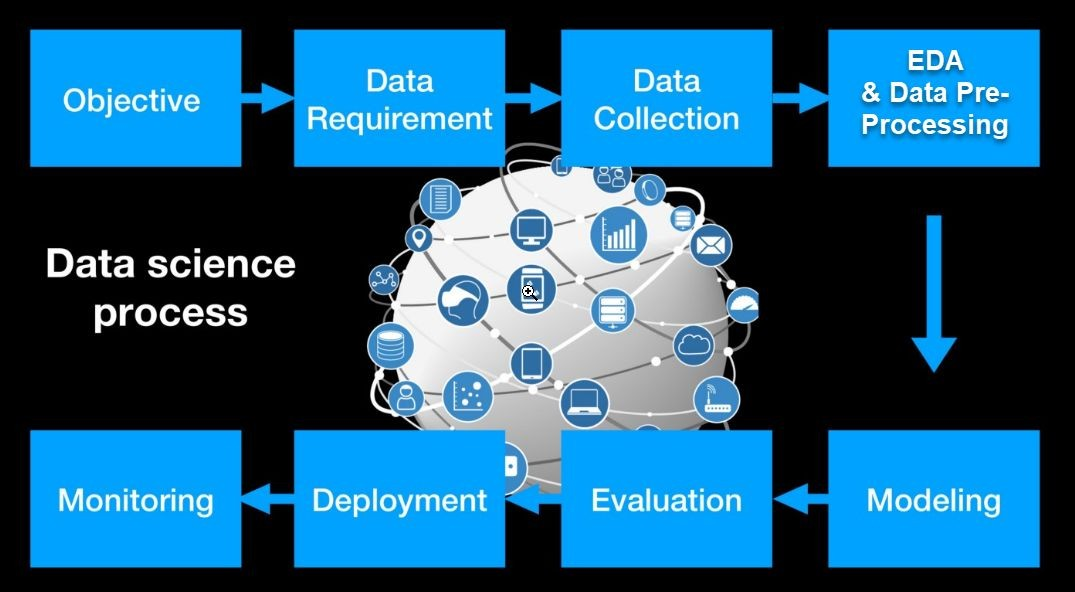 Objective
Data
Requirement
Data
Collection
EDA
& Data Pre-
Processing
Data science
process
Monitoring
Deployment
Evaluation
Modeling